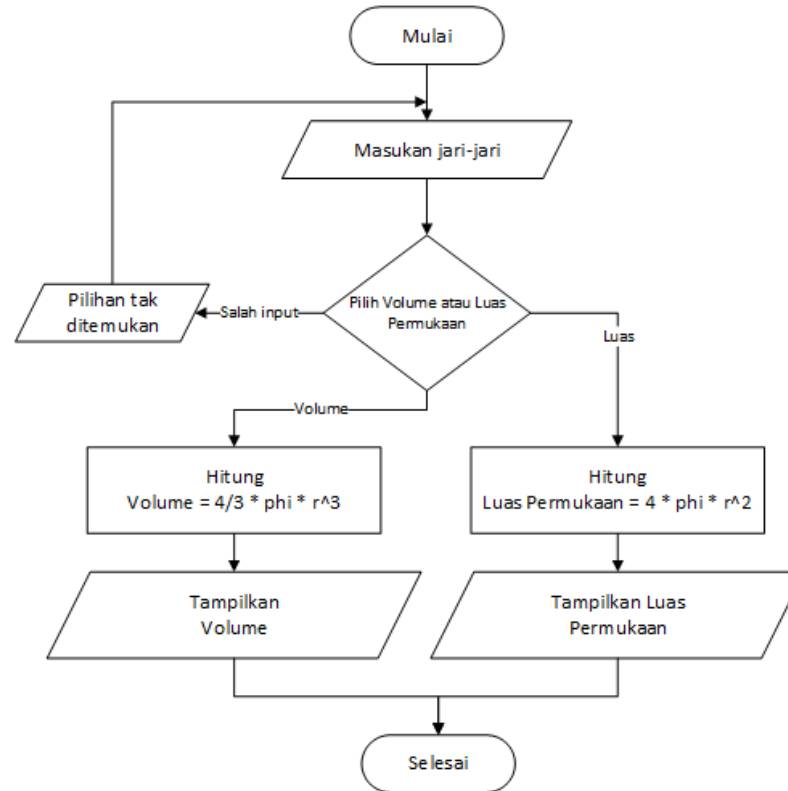 Mulai
Masukan jari-jari
Pilih Volume atau Luas
Permukaan
Salah input
Pilihan tak
ditemukan
Luas
Volume
Hitung
Volume = 4/3 * phi * r^3
Hitung
Luas Permukaan = 4 * phi * r^2
Tampilkan
Volume
Tampilkan Luas
Permukaan
Selesai